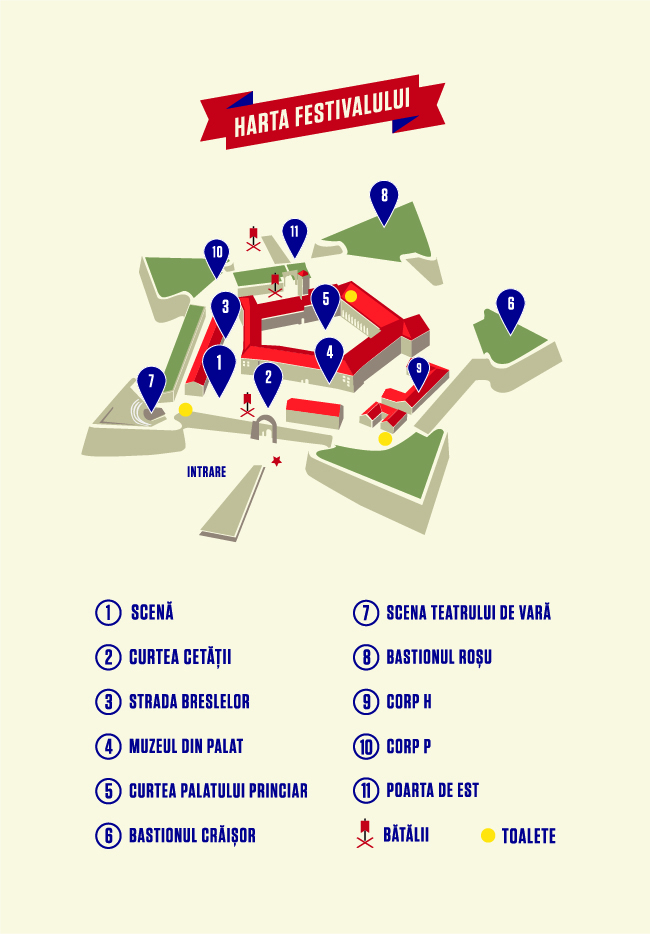 HARTA FESTIVALULUI
8
11
10
5
6
3
4
1
9
2
7
INTRARE
1 SCENĂ
2 CURTEA CETĂȚII
3 STRADA BRESLELOR
4 MUZEUL DIN PALAT
5 CURTEA PALATULUI PRINCIAR
6 BASTIONUL CRĂIȘOR
7 SCENA TEATRULUI DE VARĂ
8 BASTIONUL ROȘU
9 CORP H
10 CORP P
11 POARTA DE EST
BĂTĂLII
TOALETE